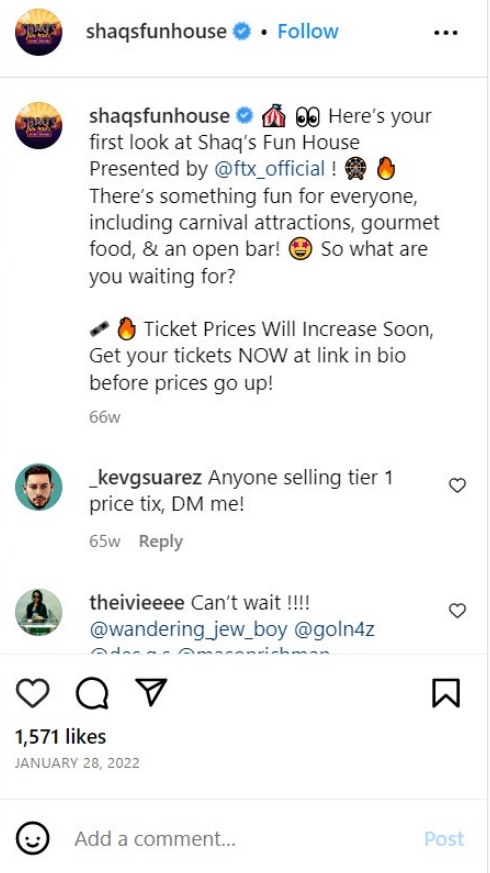 shaqsfunhouse • Follow
shaqsfunhouse 🎪 👀 Here's your
first look at Shaq's Fun House
Presented by @ftx_official ! 🎡 🔥
There's something fun for everyone,
including carnival attractions, gourmet
food, & an open bar! 🤩 So what are
you waiting for?
🎟 🔥 Ticket Prices Will Increase Soon,
Get your tickets NOW at link in bio
before prices go up!
66w
_kevgsuarez Anyone selling tier 1
price tix, DM me!
65w Reply
theivieeee Can't wait !!!!
@wandering_jew_boy @goln4z
1,571 likes
JANUARY 28, 2022
Add a comment...
Post